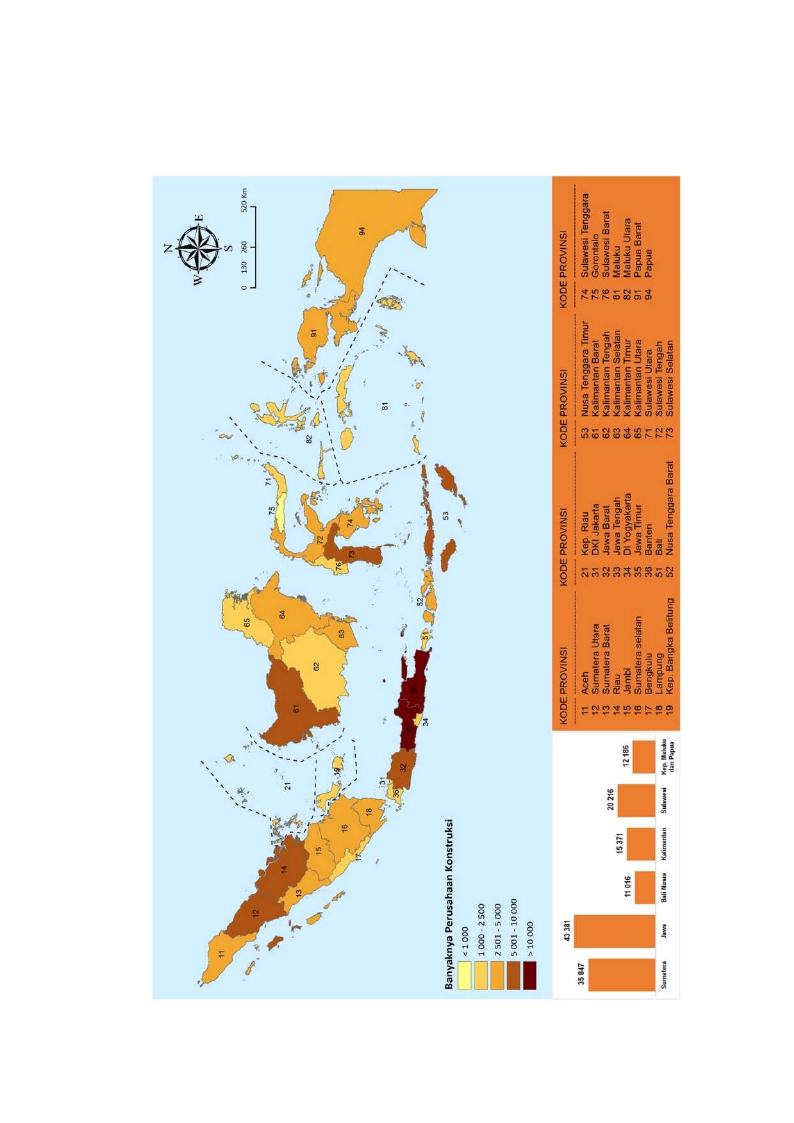 N
W E
S
0 130 260 520 Km
11
12
13
14
15
16
17
18
19
21
31
32
34
36
51
52
53
61
62
63
64
65
71
72
73
74
75
76
81
82
91
94
Banyaknya Perusahaan Konstruksi
< 1 000
1 000 - 2 500
2 501 - 5 000
5 001 - 10 000
> 10 000
35 847
43 381
11 016
15 371
20 216
12 186
Sumatera
Jawa
Bali Nusra
Kalimantan
Sulawesi
Kep. Maluku
dan Papua
KODE PROVINSI
11 Aceh
12 Sumatera Utara
13 Sumatera Barat
14 Riau
15 Jambi
16 Sumatera selatan
17 Bengkulu
18 Lampung
19 Kep. Bangka Belitung
KODE PROVINSI
21 Kep. Riau
31 DKI Jakarta
32 Jawa Barat
33 Jawa Tengah
34 DI Yogyakarta
35 Jawa Timur
36 Banten
51 Bali
52 Nusa Tenggara Barat
KODE PROVINSI
53 Nusa Tenggara Timur
61 Kalimantan Barat
62 Kalimantan Tengah
63 Kalimantan Selatan
64 Kalimantan Timur
65 Kalimantan Utara
71 Sulawesi Utara
72 Sulawesi Tengah
73 Sulawesi Selatan
KODE PROVINSI
74 Sulawesi Tenggara
75 Gorontalo
76 Sulawesi Barat
81 Maluku
82 Maluku Utara
91 Papua Barat
94 Papua